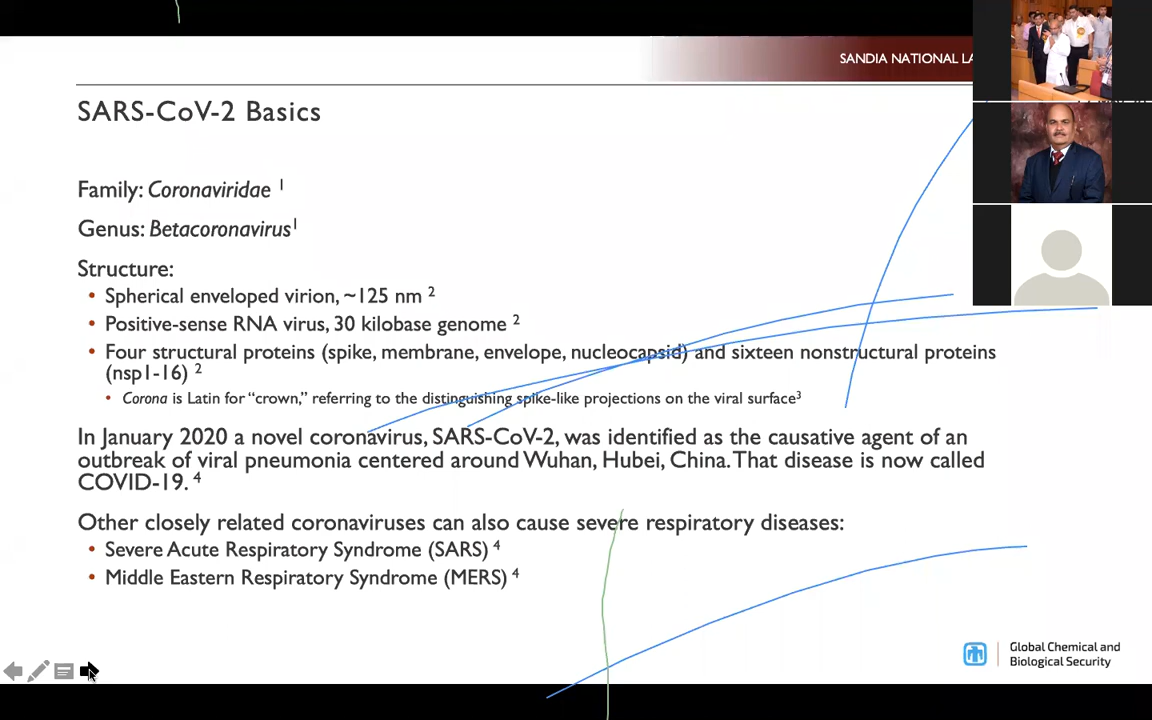 SANDIA NATIONAL LA
SARS-CoV-2 Basics
Family: Coronaviridae 1
Genus: Betacoronavirus1
Structure:
• Spherical enveloped virion, ~125 nm 2
• Positive-sense RNA virus, 30 kilobase genome 2
• Four structural proteins (spike, membrane, envelope, nucleocapsid) and sixteen nonstructural proteins
(nsp1-16) 2
• Corona is Latin for “crown,” referring to the distinguishing spike-like projections on the viral surface3
In January 2020 a novel coronavirus, SARS-CoV-2, was identified as the causative agent of an
outbreak of viral pneumonia centered around Wuhan, Hubei, China. That disease is now called
COVID-19. 4
Other closely related coronaviruses can also cause severe respiratory diseases:
• Severe Acute Respiratory Syndrome (SARS) 4
• Middle Eastern Respiratory Syndrome (MERS) 4
Global Chemical and
Biological Security